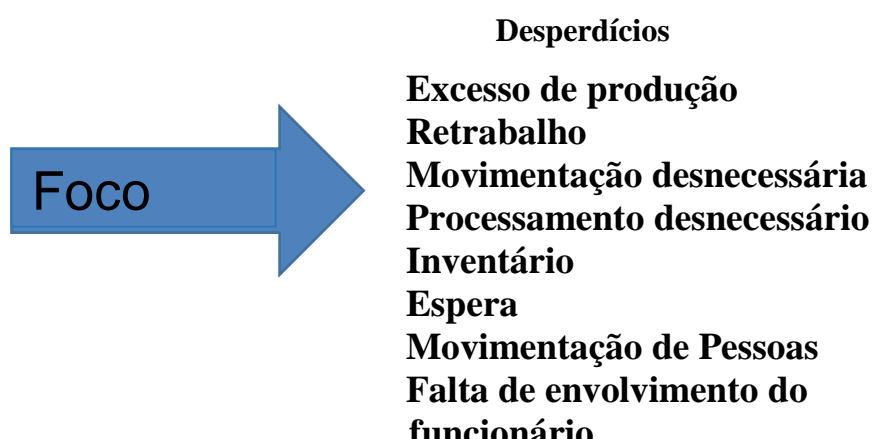 Desperdícios
Foco
Excesso de produção
Retrabalho
Movimentação desnecessária
Processamento desnecessário
Inventário
Espera
Movimentação de Pessoas
Falta de envolvimento do
funcionário